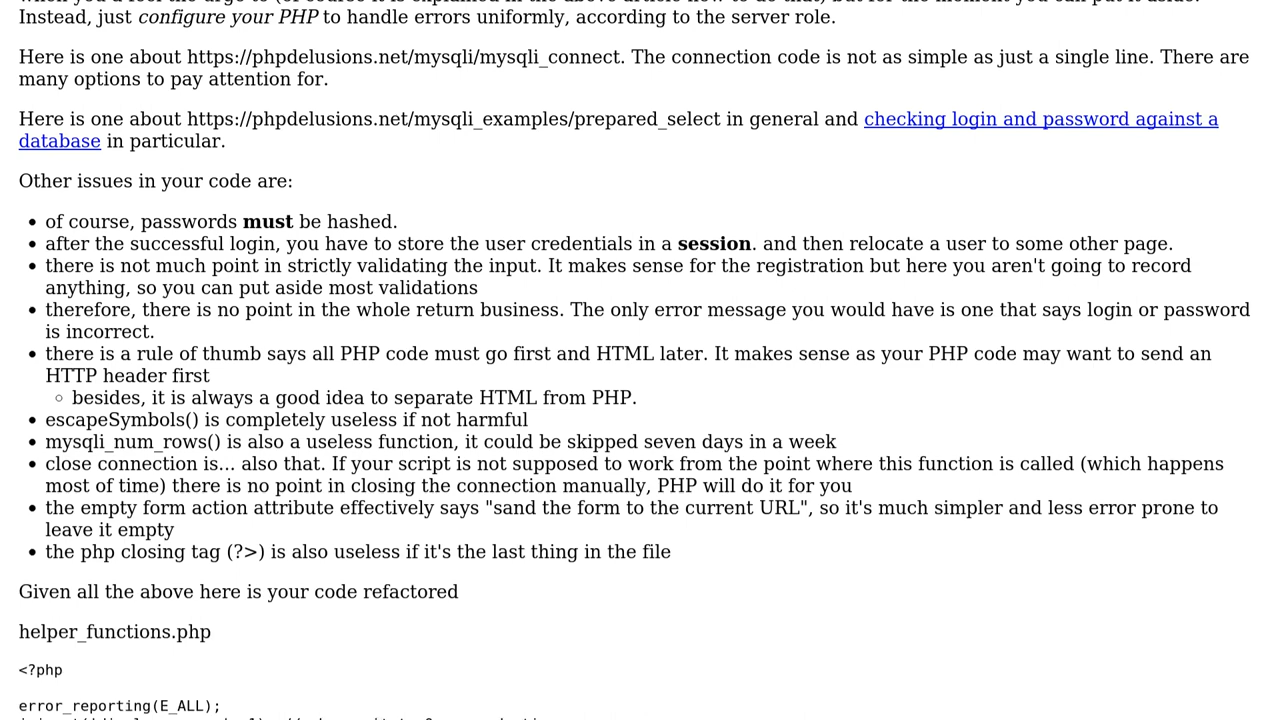 Instead, just configure your PHP to handle errors uniformly, according to the server role.
Here is one about https://phpdelusions.net/mysqli/mysqli_connect. The connection code is not as simple as just a single line. There are
many options to pay attention for.
Here is one about https://phpdelusions.net/mysqli_examples/prepared_select in general and checking login and password against a
database in particular.
Other issues in your code are:
• of course, passwords must be hashed.
• after the successful login, you have to store the user credentials in a session. and then relocate a user to some other page.
• there is not much point in strictly validating the input. It makes sense for the registration but here you aren't going to record
anything, so you can put aside most validations
• therefore, there is no point in the whole return business. The only error message you would have is one that says login or password
is incorrect.
• there is a rule of thumb says all PHP code must go first and HTML later. It makes sense as your PHP code may want to send an
HTTP header first
◦ besides, it is always a good idea to separate HTML from PHP.
• escapeSymbols() is completely useless if not harmful
• mysqli_num_rows() is also a useless function, it could be skipped seven days in a week
• close connection is... also that. If your script is not supposed to work from the point where this function is called (which happens
most of time) there is no point in closing the connection manually, PHP will do it for you
• the empty form action attribute effectively says "sand the form to the current URL", so it's much simpler and less error prone to
leave it empty
• the php closing tag (?>) is also useless if it's the last thing in the file
Given all the above here is your code refactored
helper_functions.php
<?php
error_reporting(E_ALL);